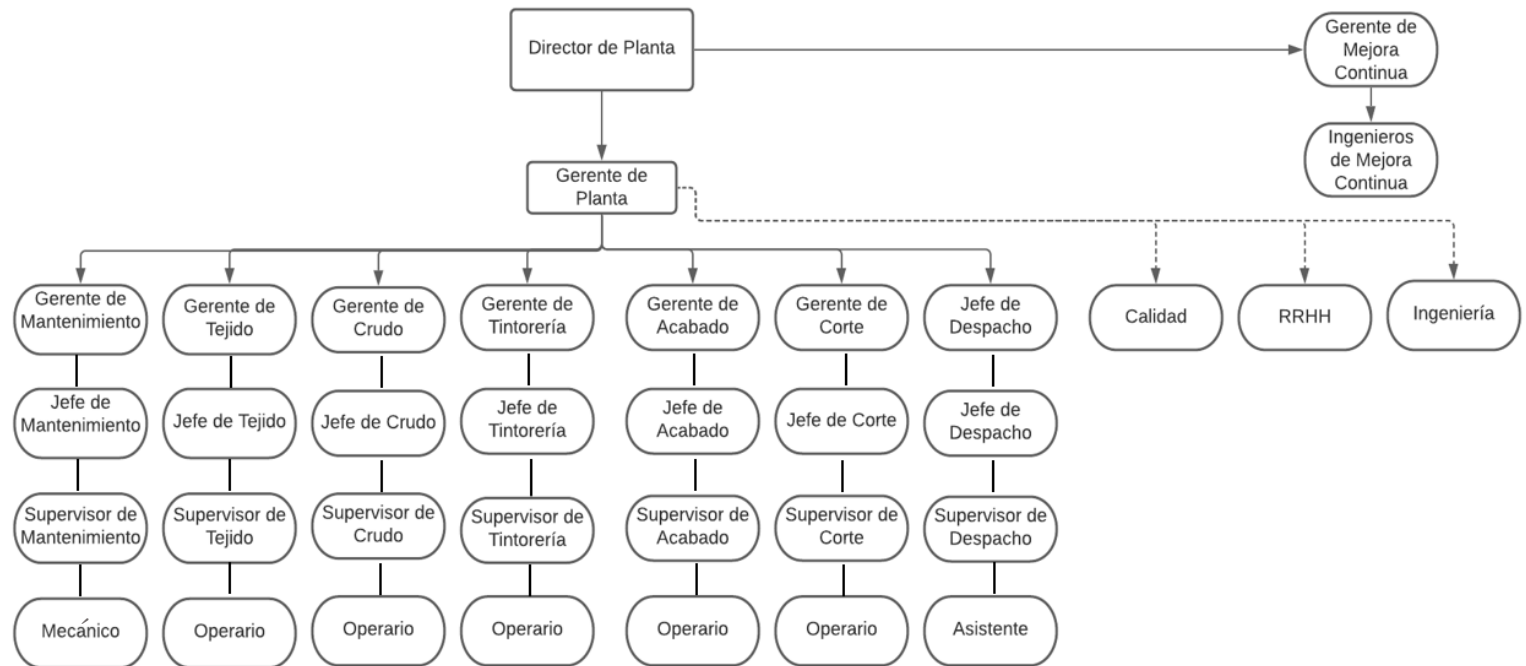 Director de Planta
Gerente de
Mejora
Continua
Ingenieros
de Mejora
Continua
Gerente de
Planta
Gerente de
Mantenimiento
Gerente de
Tejido
Gerente de
Crudo
Gerente de
Tintorería
Gerente de
Acabado
Gerente de
Corte
Jefe de
Despacho
Calidad
RRHH
Ingeniería
Jefe de
Mantenimiento
Jefe de Tejido
Jefe de Crudo
Jefe de
Tintorería
Jefe de
Acabado
Jefe de Corte
Jefe de
Despacho
Supervisor de
Mantenimiento
Supervisor de
Tejido
Supervisor de
Crudo
Supervisor de
Tintorería
Supervisor de
Acabado
Supervisor de
Corte
Supervisor de
Despacho
Mecánico
Operario
Operario
Operario
Operario
Operario
Asistente